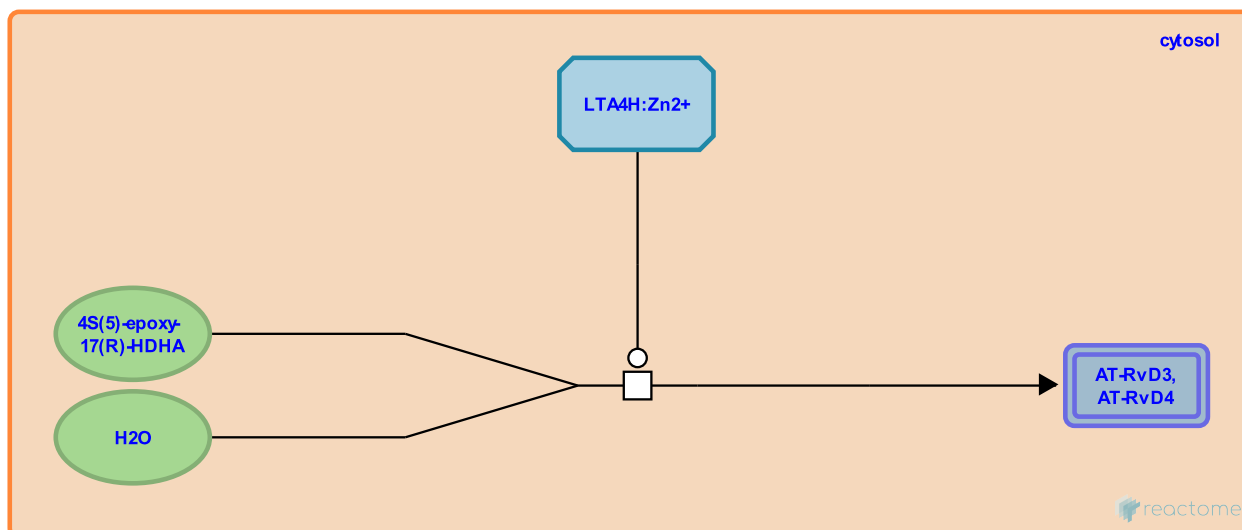 cytosol
LTA4H:Zn2+
4S(5)-epoxy-
17(R)-HDHA
H2O
AT-RvD3,
AT-RvD4
reactome